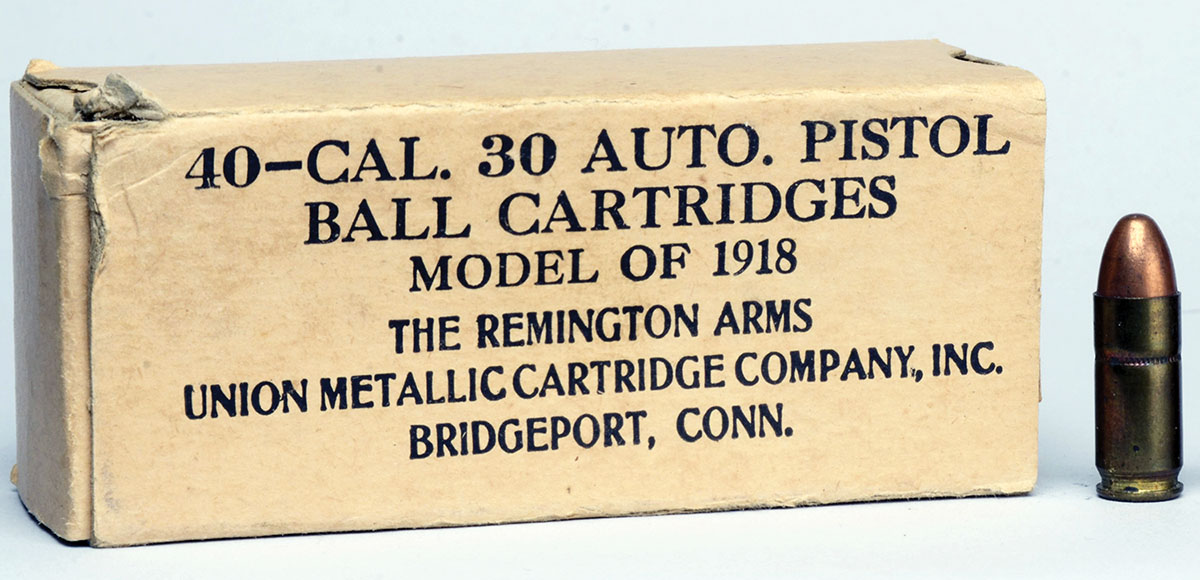 40-CAL. 30 AUTO. PISTOL
BALL CARTRIDGES
MODEL OF 1918
THE REMINGTON ARMS
UNION METALLIC CARTRIDGE COMPANY., INC.
BRIDGEPORT, CONN.